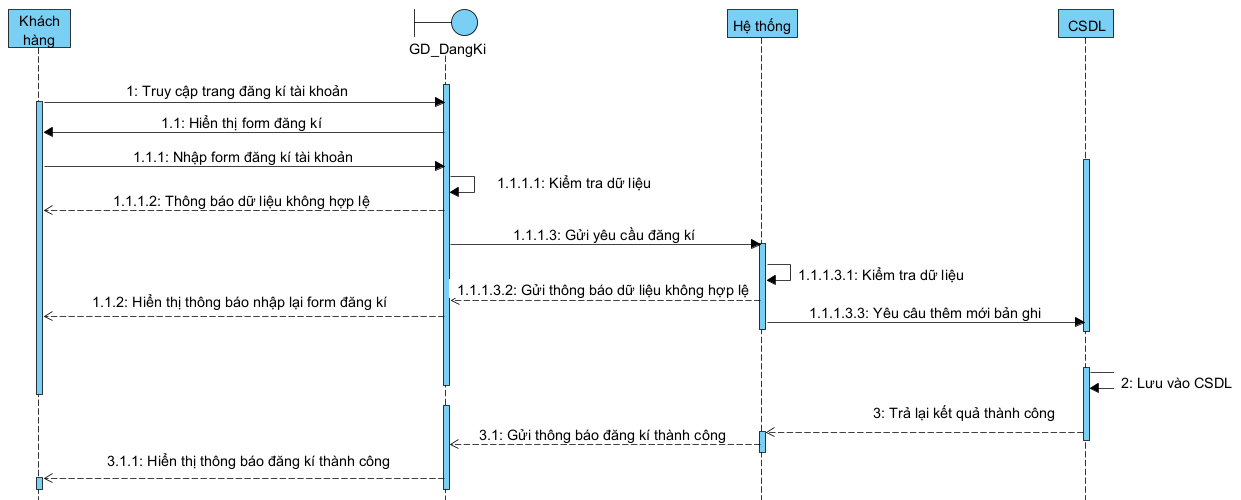 Khách
hàng
GD_DangKi
Hệ thống
CSDL
1: Truy cập trang đăng kí tài khoản
1.1: Hiển thị form đăng kí
1.1.1: Nhập form đăng kí tài khoản
1.1.1.1: Kiểm tra dữ liệu
1.1.1.2: Thông báo dữ liệu không hợp lệ
1.1.1.3: Gửi yêu cầu đăng kí
1.1.1.3.1: Kiểm tra dữ liệu
1.1.1.3.2: Gửi thông báo dữ liệu không hợp lệ
1.1.2: Hiển thị thông báo nhập lại form đăng kí
1.1.1.3.3: Yêu câu thêm mới bản ghi
2: Lưu vào CSDL
3: Trả lại kết quả thành công
3.1: Gửi thông báo đăng kí thành công
3.1.1: Hiển thị thông báo đăng kí thành công